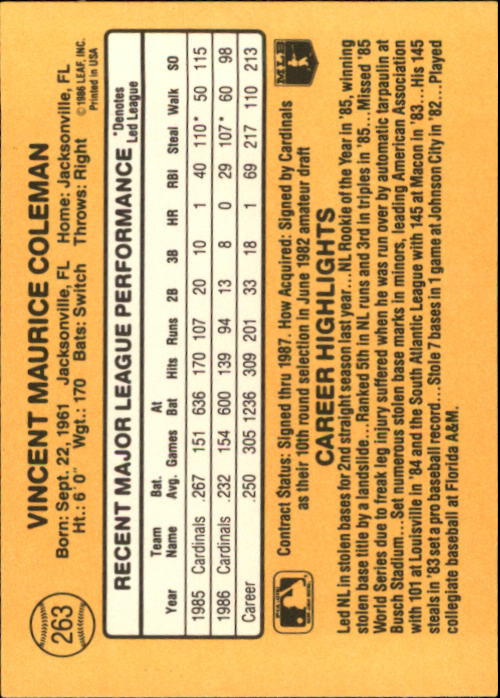 263
VINCENT MAURICE COLEMAN
Born: Sept. 22, 1961 Jacksonville, FL Home: Jacksonville, FL
Ht.: 6' 0" Wgt.: 170 Bats: Switch Throws: Right
©1986 LEAF, INC.
Printed in USA
RECENT MAJOR LEAGUE PERFORMANCE
*Denotes
Led League
Year Team Name Bat. Avg. Games At Bat Hits Runs 2B 3B HR RBI Steal Walk SO
1985 Cardinals .267 151 636 170 107 20 10 1 40 110* 50 115
1986 Cardinals .232 154 600 139 94 13 8 0 29 107* 60 98
Career .250 305 1236 309 201 33 18 1 69 217 110 213
Contract Status: Signed thru 1987. How Acquired: Signed by Cardinals
as their 10th round selection in June 1982 amateur draft
MLB
CAREER HIGHLIGHTS
Led NL in stolen bases for 2nd straight season last year...NL Rookie of the Year in '85, winning
stolen base title by a landslide...Ranked 5th in NL runs and 3rd in triples in '85...Missed '85
World Series due to freak leg injury suffered when he was run over by automatic tarpaulin at
Busch Stadium...Set numerous stolen base marks in minors, leading American Association
with 101 at Louisville in '84 and the South Atlantic League with 145 at Macon in '83...His 145
steals in '83 set a pro baseball record...Stole 7 bases in 1 game at Johnson City in '82...Played
collegiate baseball at Florida A&M.